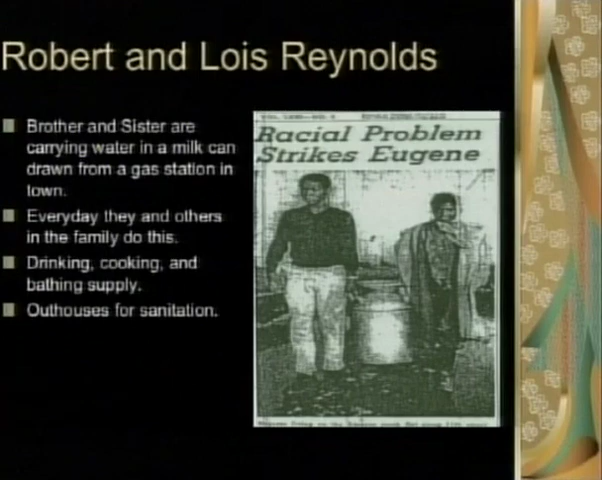 Robert and Lois Reynolds
Brother and Sister are
carrying water in a milk can
drawn from a gas station in
town.
Everyday they and others
in the family do this.
Drinking, cooking, and
bathing supply.
Outhouses for sanitation.
Racial Problem
Strikes Eugene